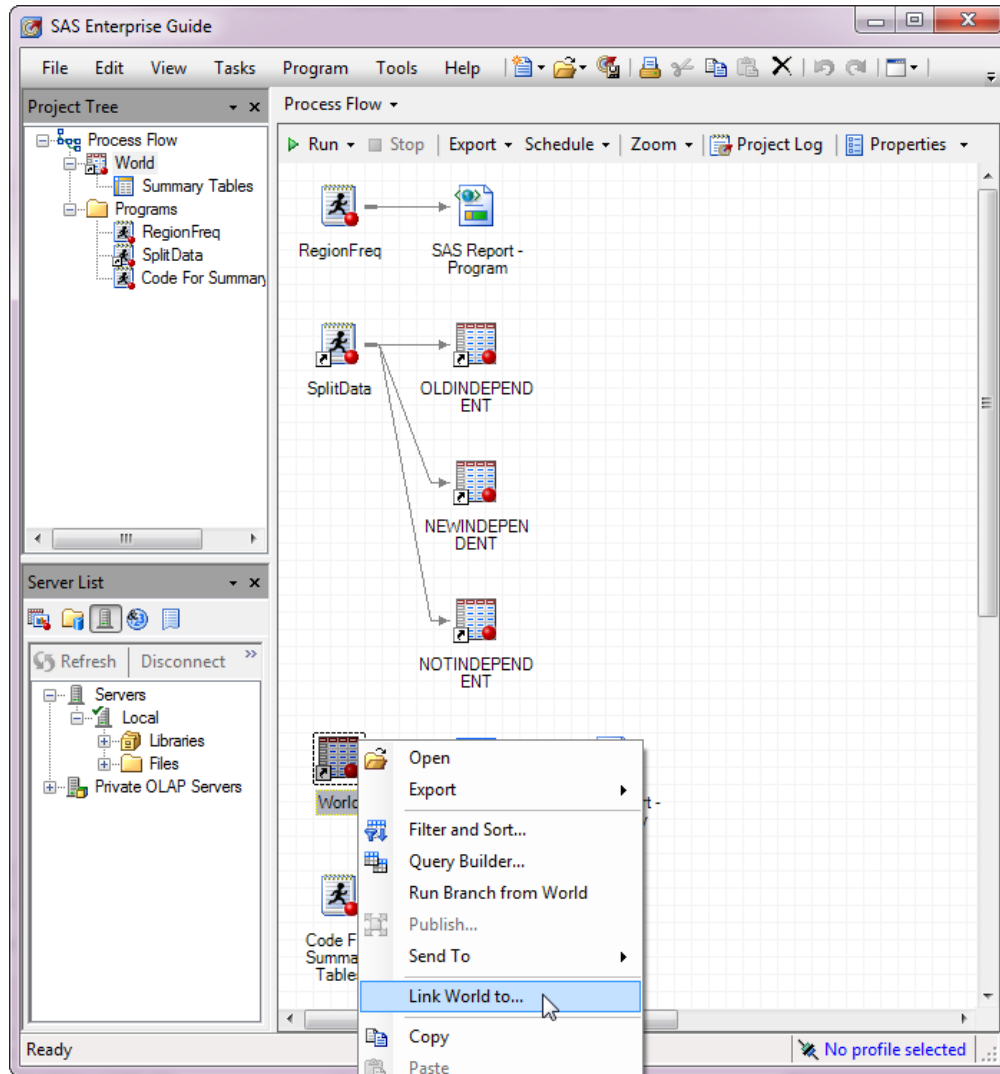 SAS Enterprise Guide
File Edit View Tasks Program Tools Help
Project Tree
Process Flow
World
Summary Tables
Programs
RegionFreq
SplitData
Code For Summary
Process Flow
Run Stop Export Schedule Zoom Project Log Properties
RegionFreq
SAS Report -
Program
SplitData
OLDINDEPEND
ENT
NEWINDEPEN
DENT
NOTINDEPEND
ENT
Server List
Refresh Disconnect
Servers
Local
Libraries
Files
Private OLAP Servers
World
Code F
Summa
Table
Open
Export
Filter and Sort...
Query Builder...
Run Branch from World
Publish...
Send To
Link World to...
Copy
Paste
Ready
No profile selected